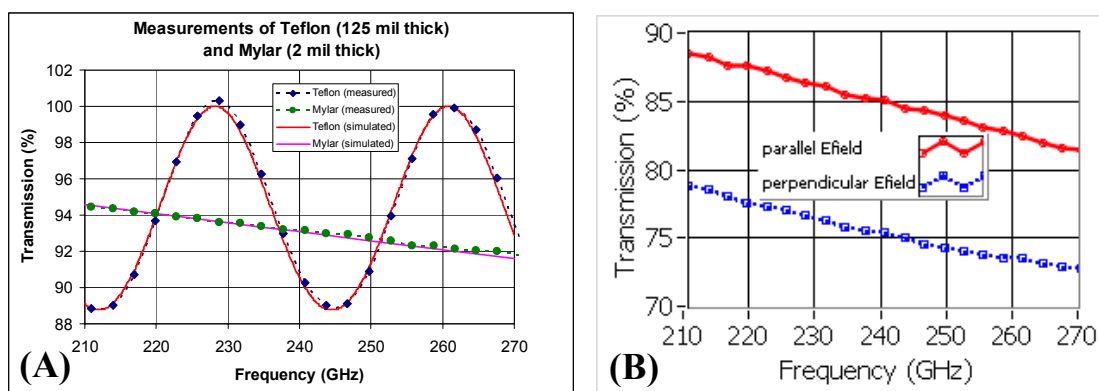 Measurements of Teflon (125 mil thick)
and Mylar (2 mil thick)
102
100
98
96
94
92
90
88
Transmission (%)
Teflon (measured)
Mylar (measured)
Teflon (simulated)
Mylar (simulated)
210 220 230 240 250 260 270
Frequency (GHz)
(A)
90
85
80
75
70
Transmission (%)
parallel Efield
perpendicular Efield
210 220 230 240 250 260 270
Frequency (GHz)
(B)